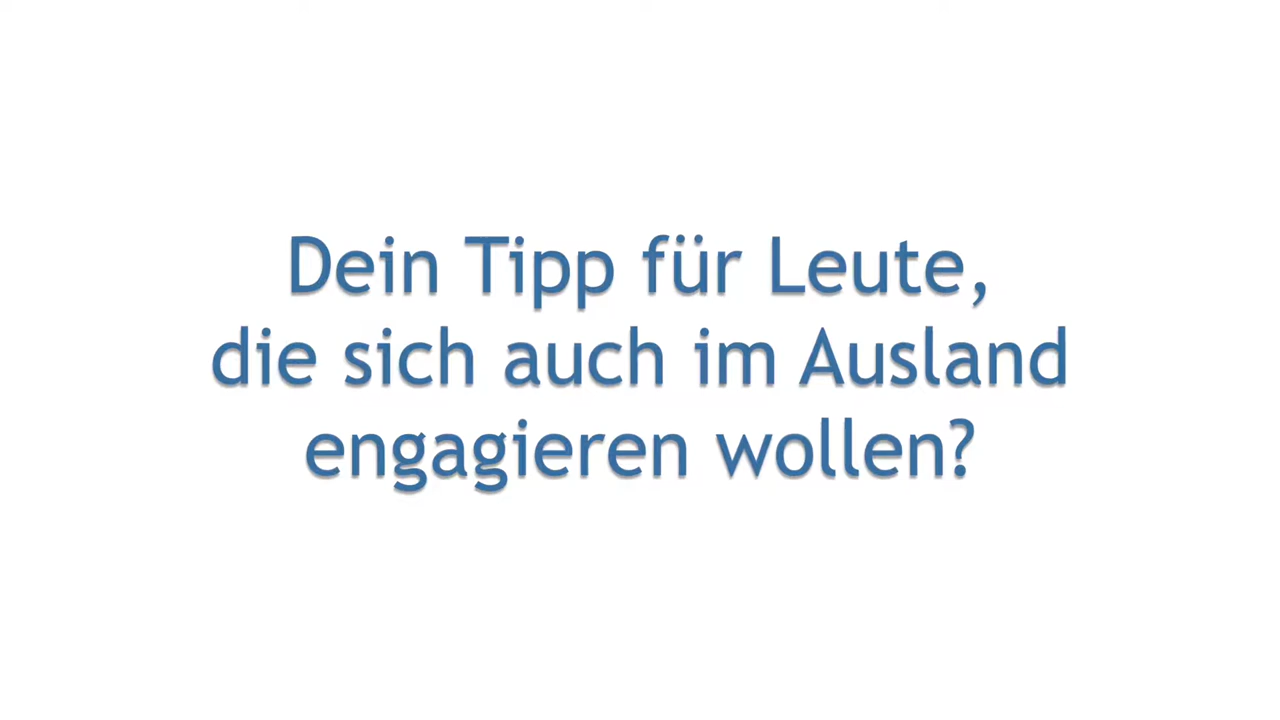 Dein Tipp für Leute,
die sich auch im Ausland
engagieren wollen?